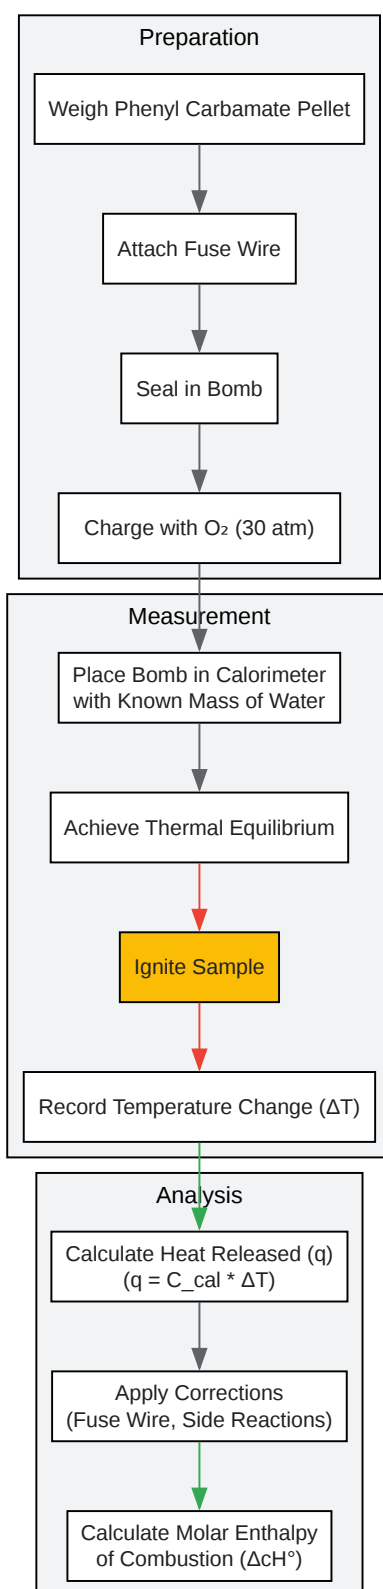 Preparation
Weigh Phenyl Carbamate Pellet
Attach Fuse Wire
Seal in Bomb
Charge with O₂ (30 atm)
Measurement
Place Bomb in Calorimeter
with Known Mass of Water
Achieve Thermal Equilibrium
Ignite Sample
Record Temperature Change (ΔT)
Analysis
Calculate Heat Released (q)
(q = C_cal * ΔT)
Apply Corrections
(Fuse Wire, Side Reactions)
Calculate Molar Enthalpy
of Combustion (ΔcH°)